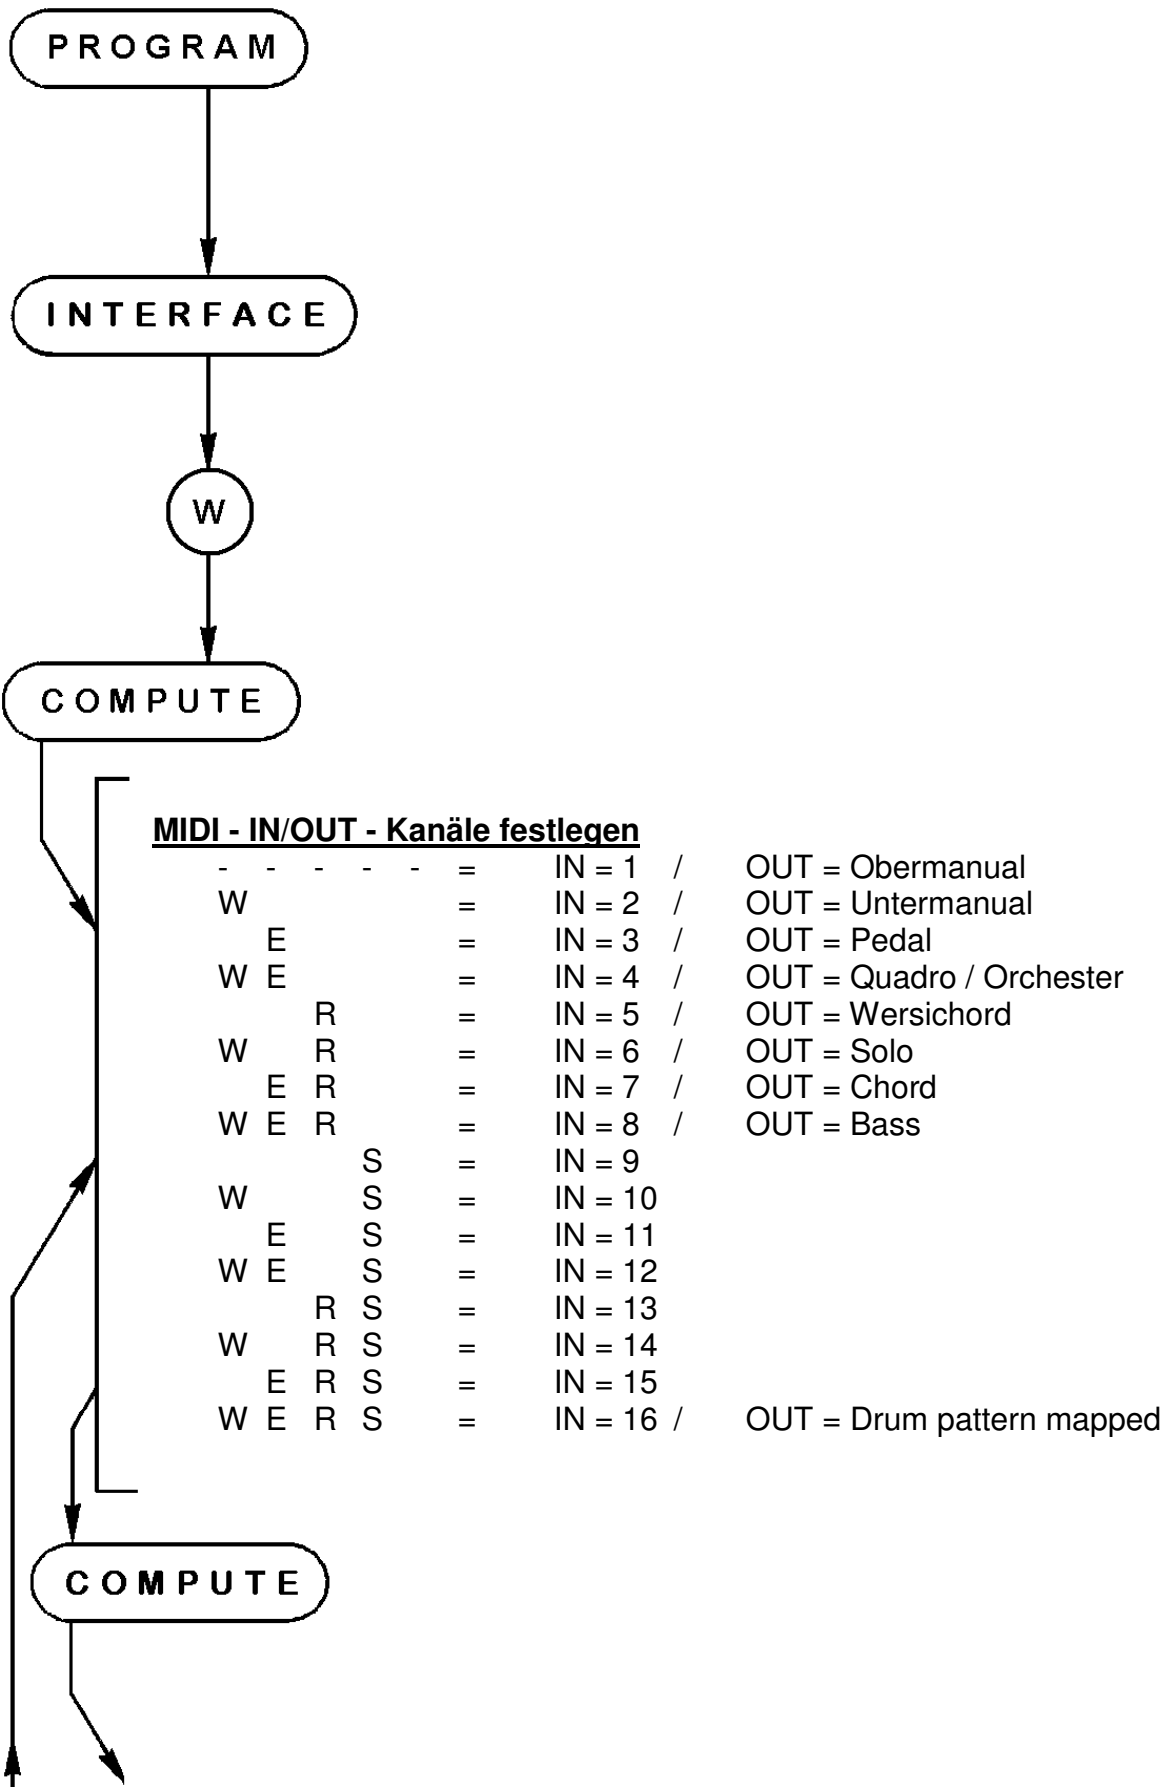 PROGRAM
INTERFACE
W
COMPUTE
MIDI - IN/OUT - Kanäle festlegen
- - - - - = IN = 1 / OUT = Obermanual
W = IN = 2 / OUT = Untermanual
E = IN = 3 / OUT = Pedal
W E = IN = 4 / OUT = Quadro / Orchester
R = IN = 5 / OUT = Wersichord
W R = IN = 6 / OUT = Solo
E R = IN = 7 / OUT = Chord
W E R = IN = 8 / OUT = Bass
S = IN = 9
W S = IN = 10
E S = IN = 11
W E S = IN = 12
R S = IN = 13
W R S = IN = 14
E R S = IN = 15
W E R S = IN = 16 / OUT = Drum pattern mapped
COMPUTE